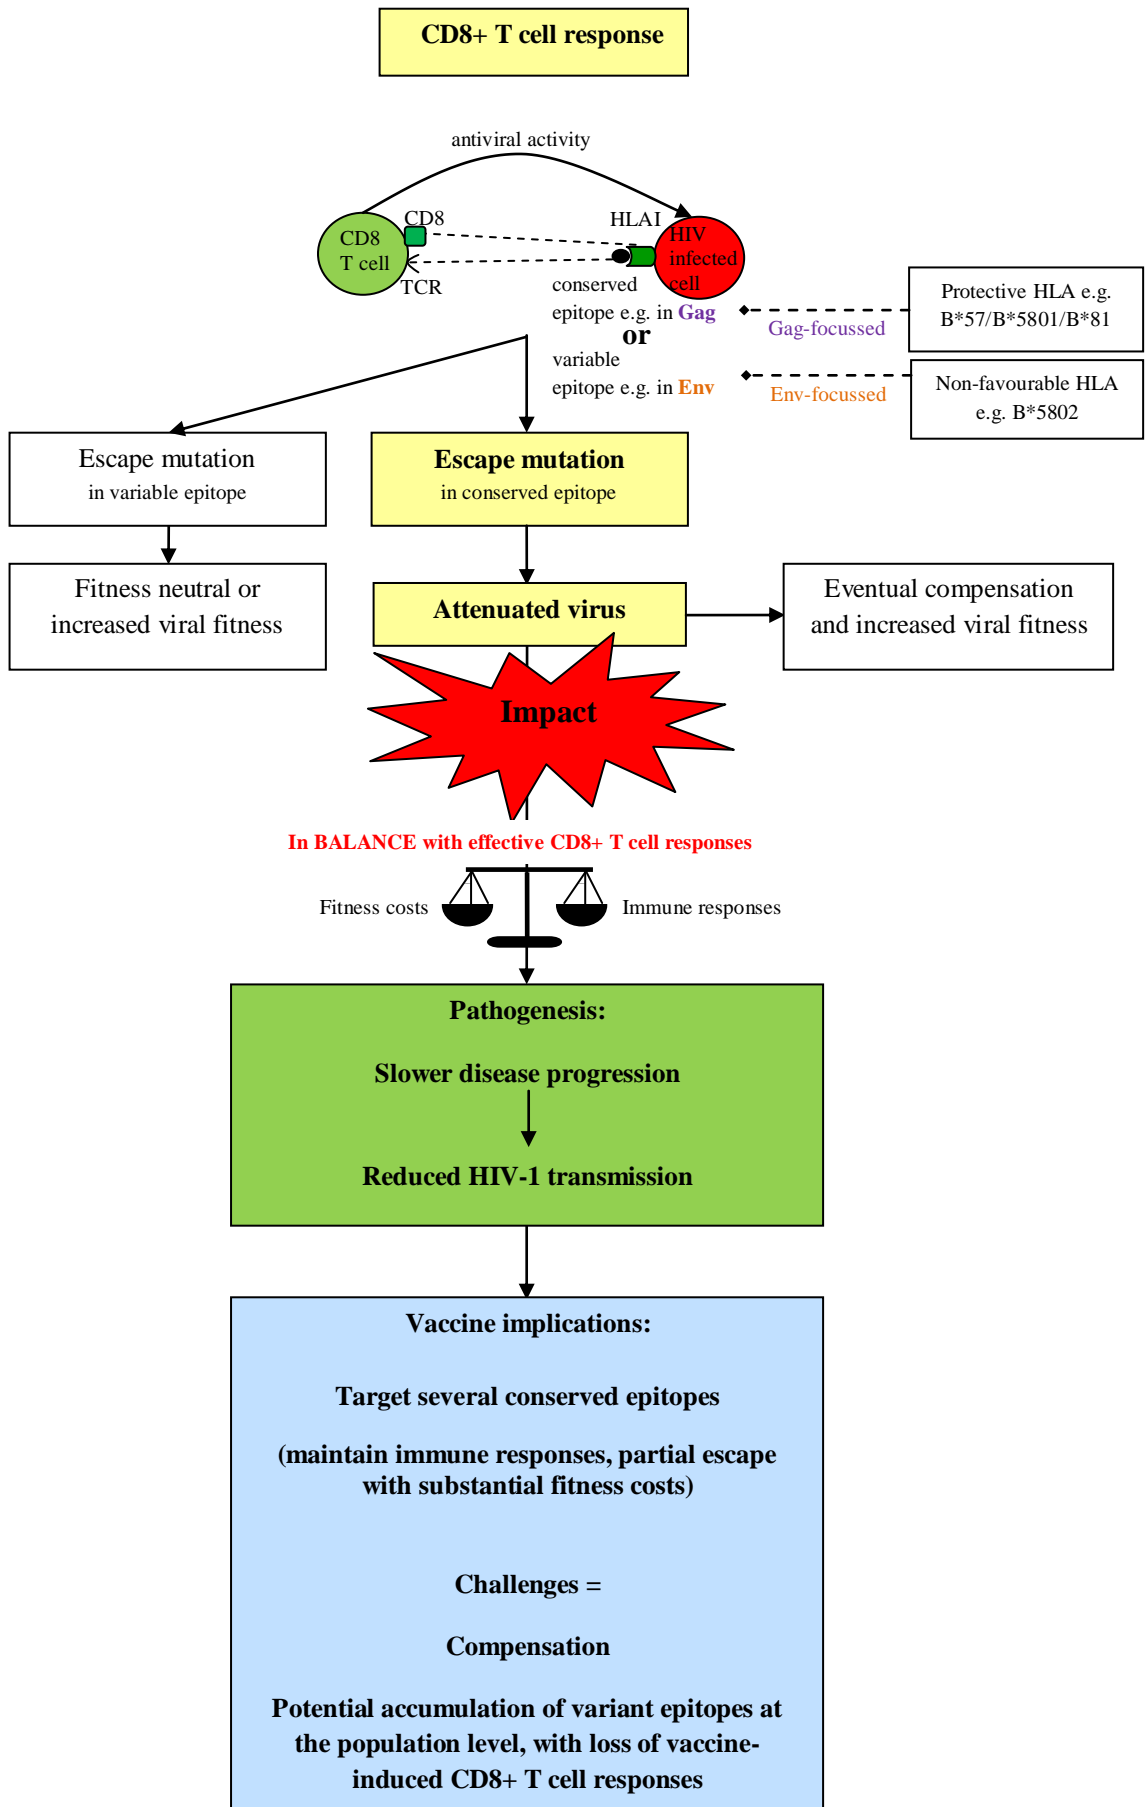 CD8+ T cell response
antiviral activity
CD8
HLAI
CD8
T cell
HIV
infected
cell
TCR
conserved
epitope e.g. in Gag
or
variable
epitope e.g. in Env
Gag-focussed
Protective HLA e.g.
B*57/B*5801/B*81
Env-focussed
Non-favourable HLA
e.g. B*5802
Escape mutation
in variable epitope
Escape mutation
in conserved epitope
Fitness neutral or
increased viral fitness
Attenuated virus
Eventual compensation
and increased viral fitness
Impact
In BALANCE with effective CD8+ T cell responses
Fitness costs
Immune responses
Pathogenesis:
Slower disease progression
Reduced HIV-1 transmission
Vaccine implications:
Target several conserved epitopes
(maintain immune responses, partial escape
with substantial fitness costs)
Challenges =
Compensation
Potential accumulation of variant epitopes at
the population level, with loss of vaccine-
induced CD8+ T cell responses